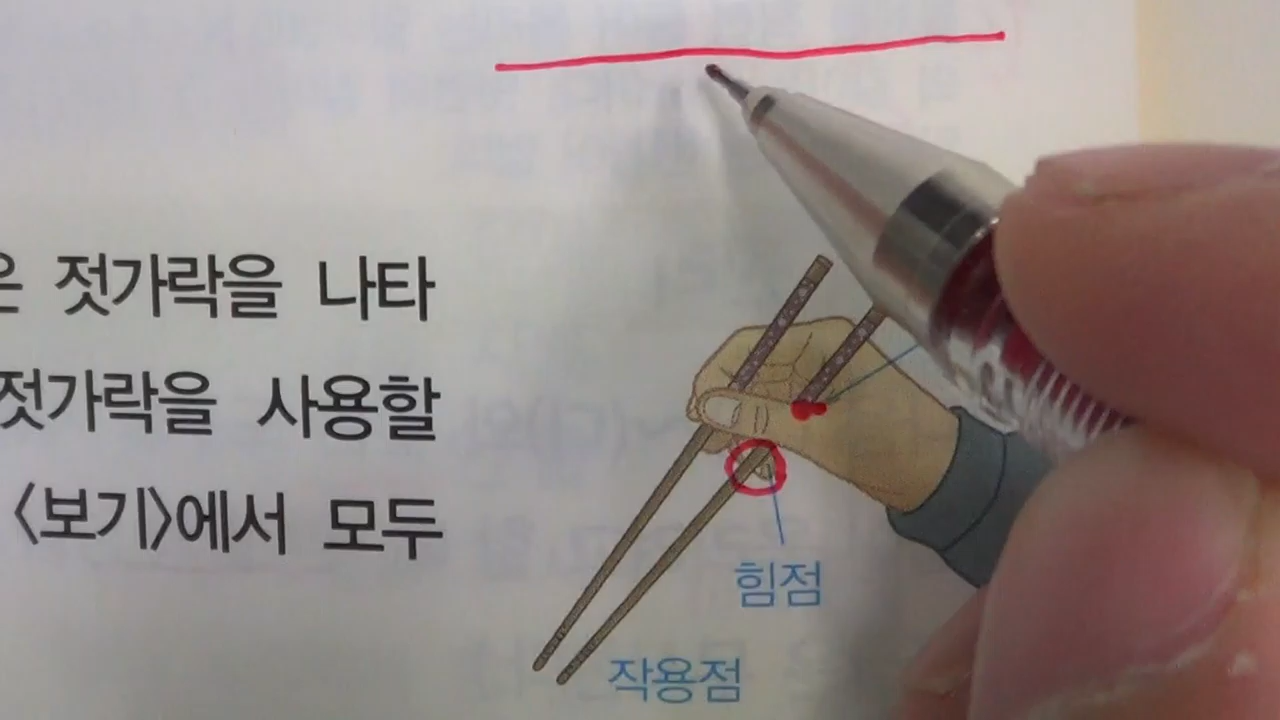 은 젓가락을 나타
젓가락을 사용할
<보기>에서 모두
힘점
작용점